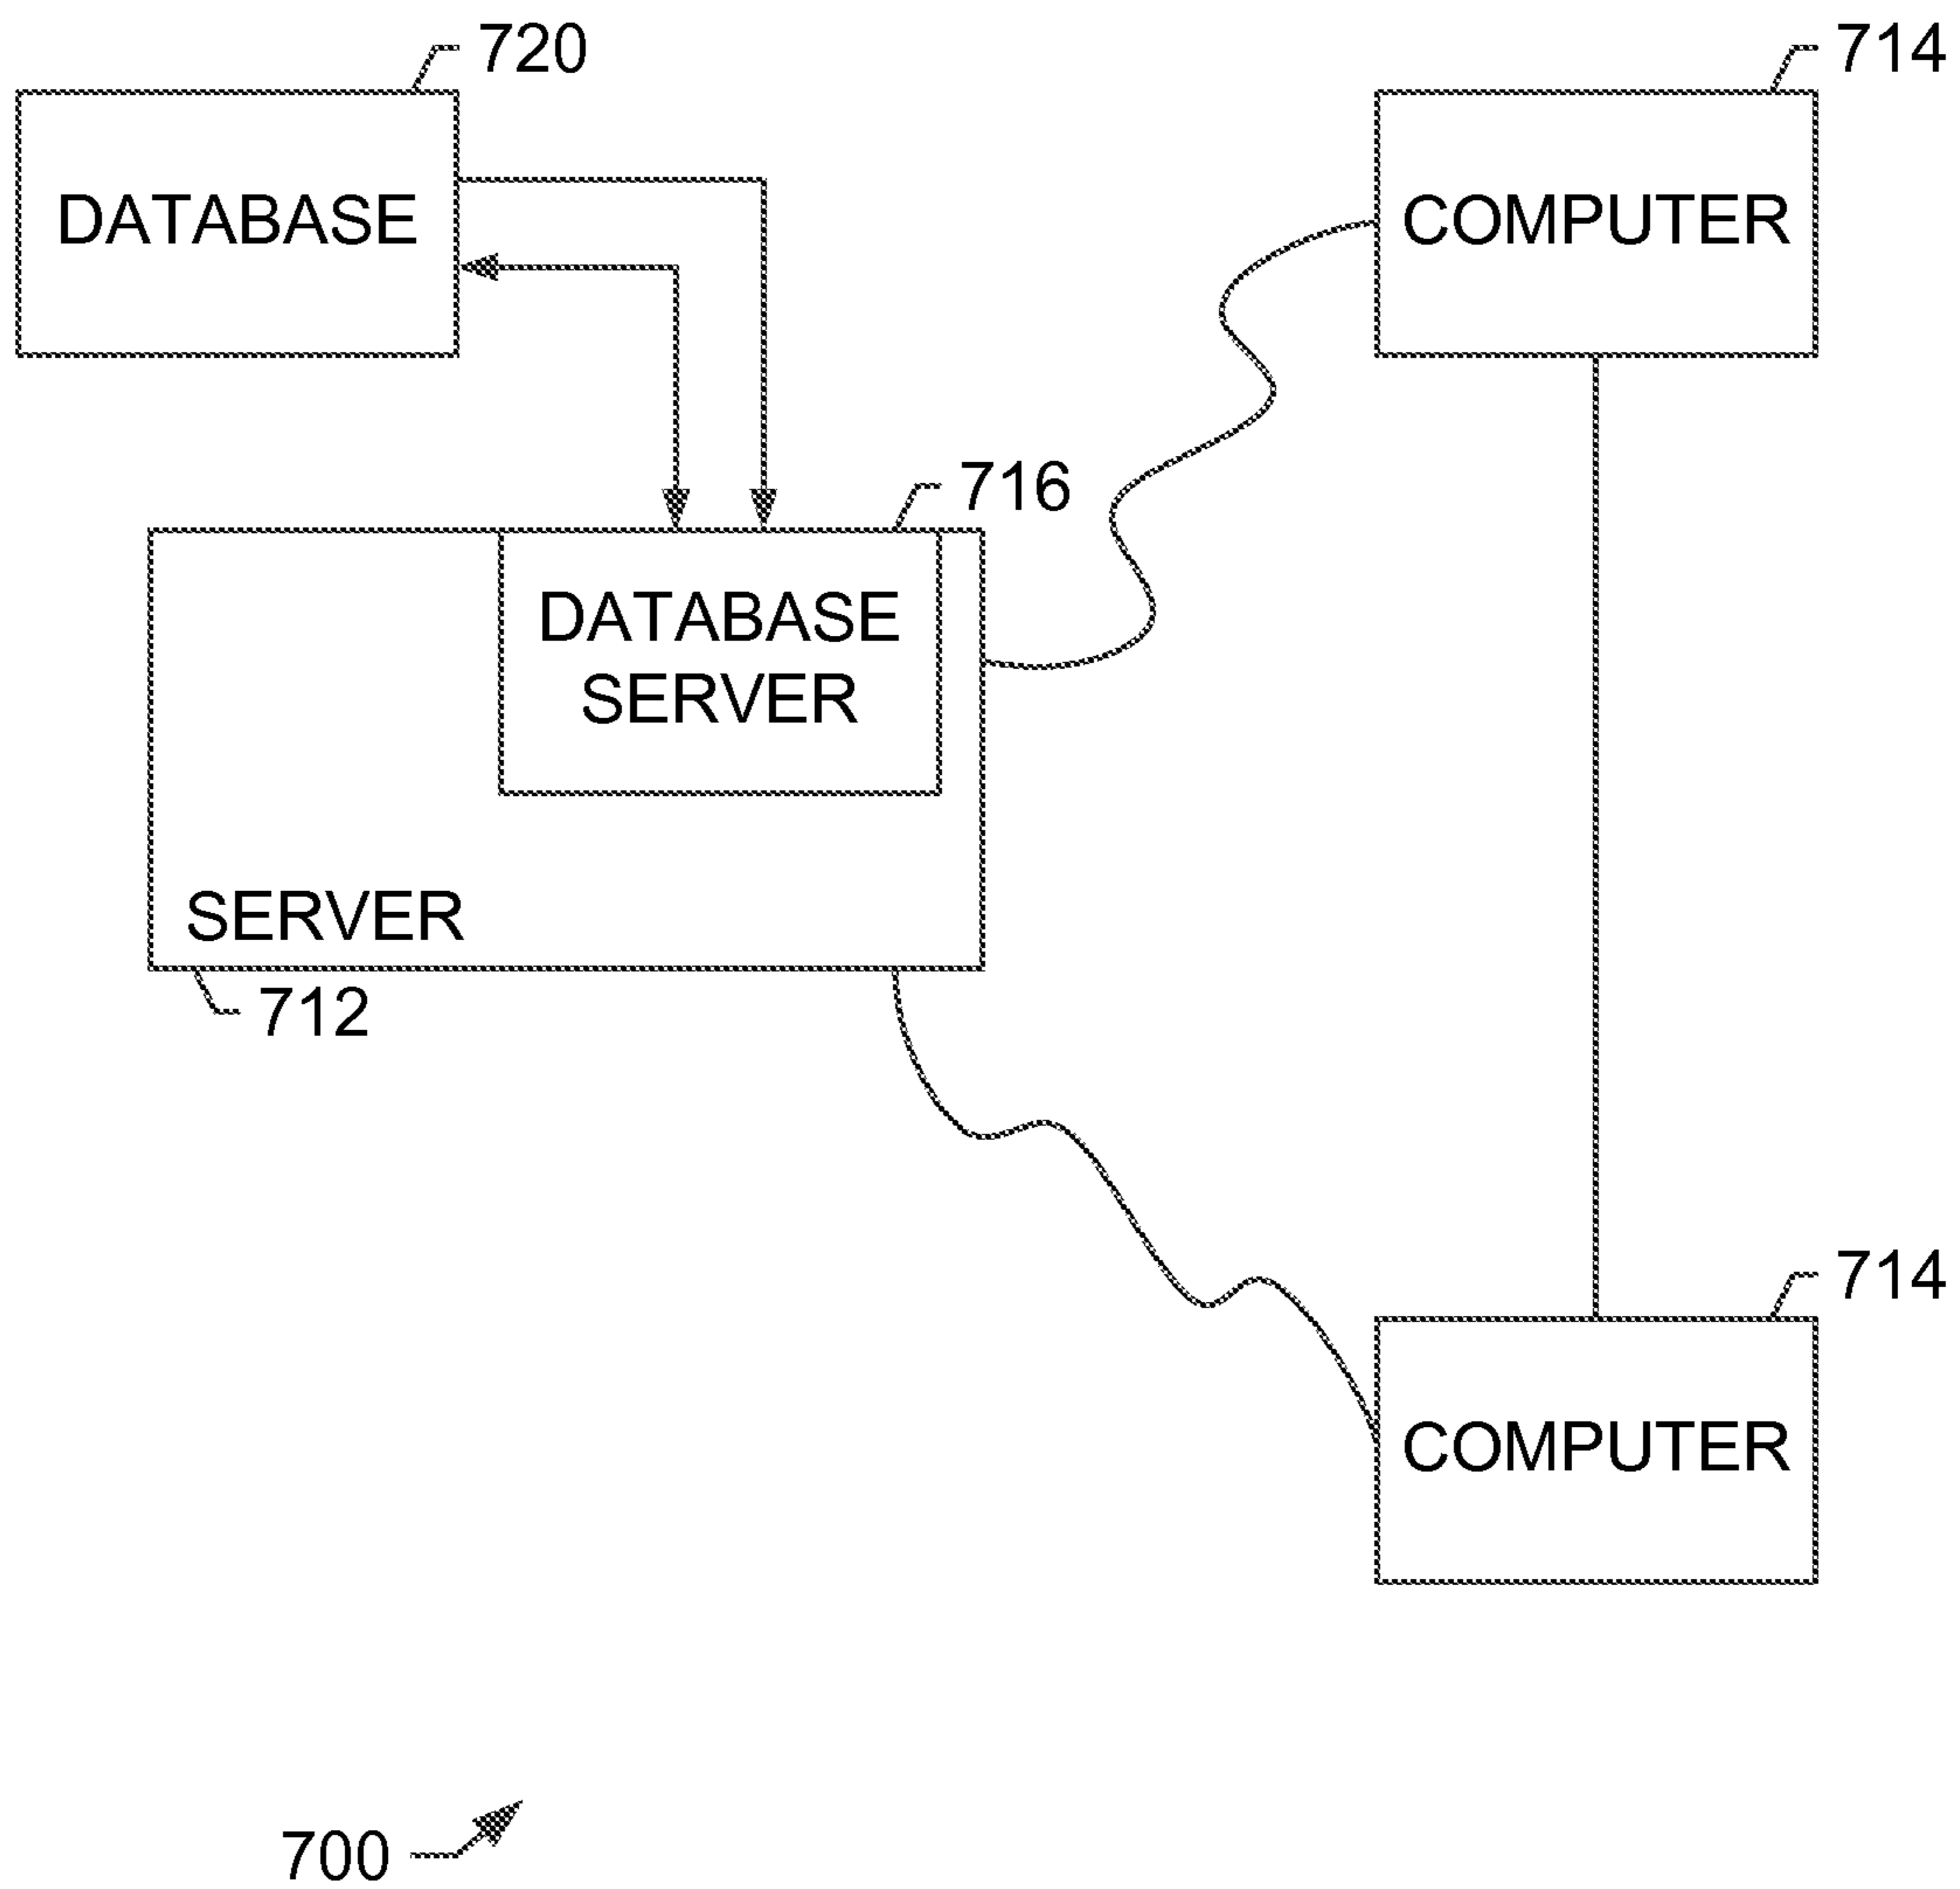 720
714
DATABASE
COMPUTER
716
DATABASE
SERVER
SERVER
712
714
COMPUTER
700